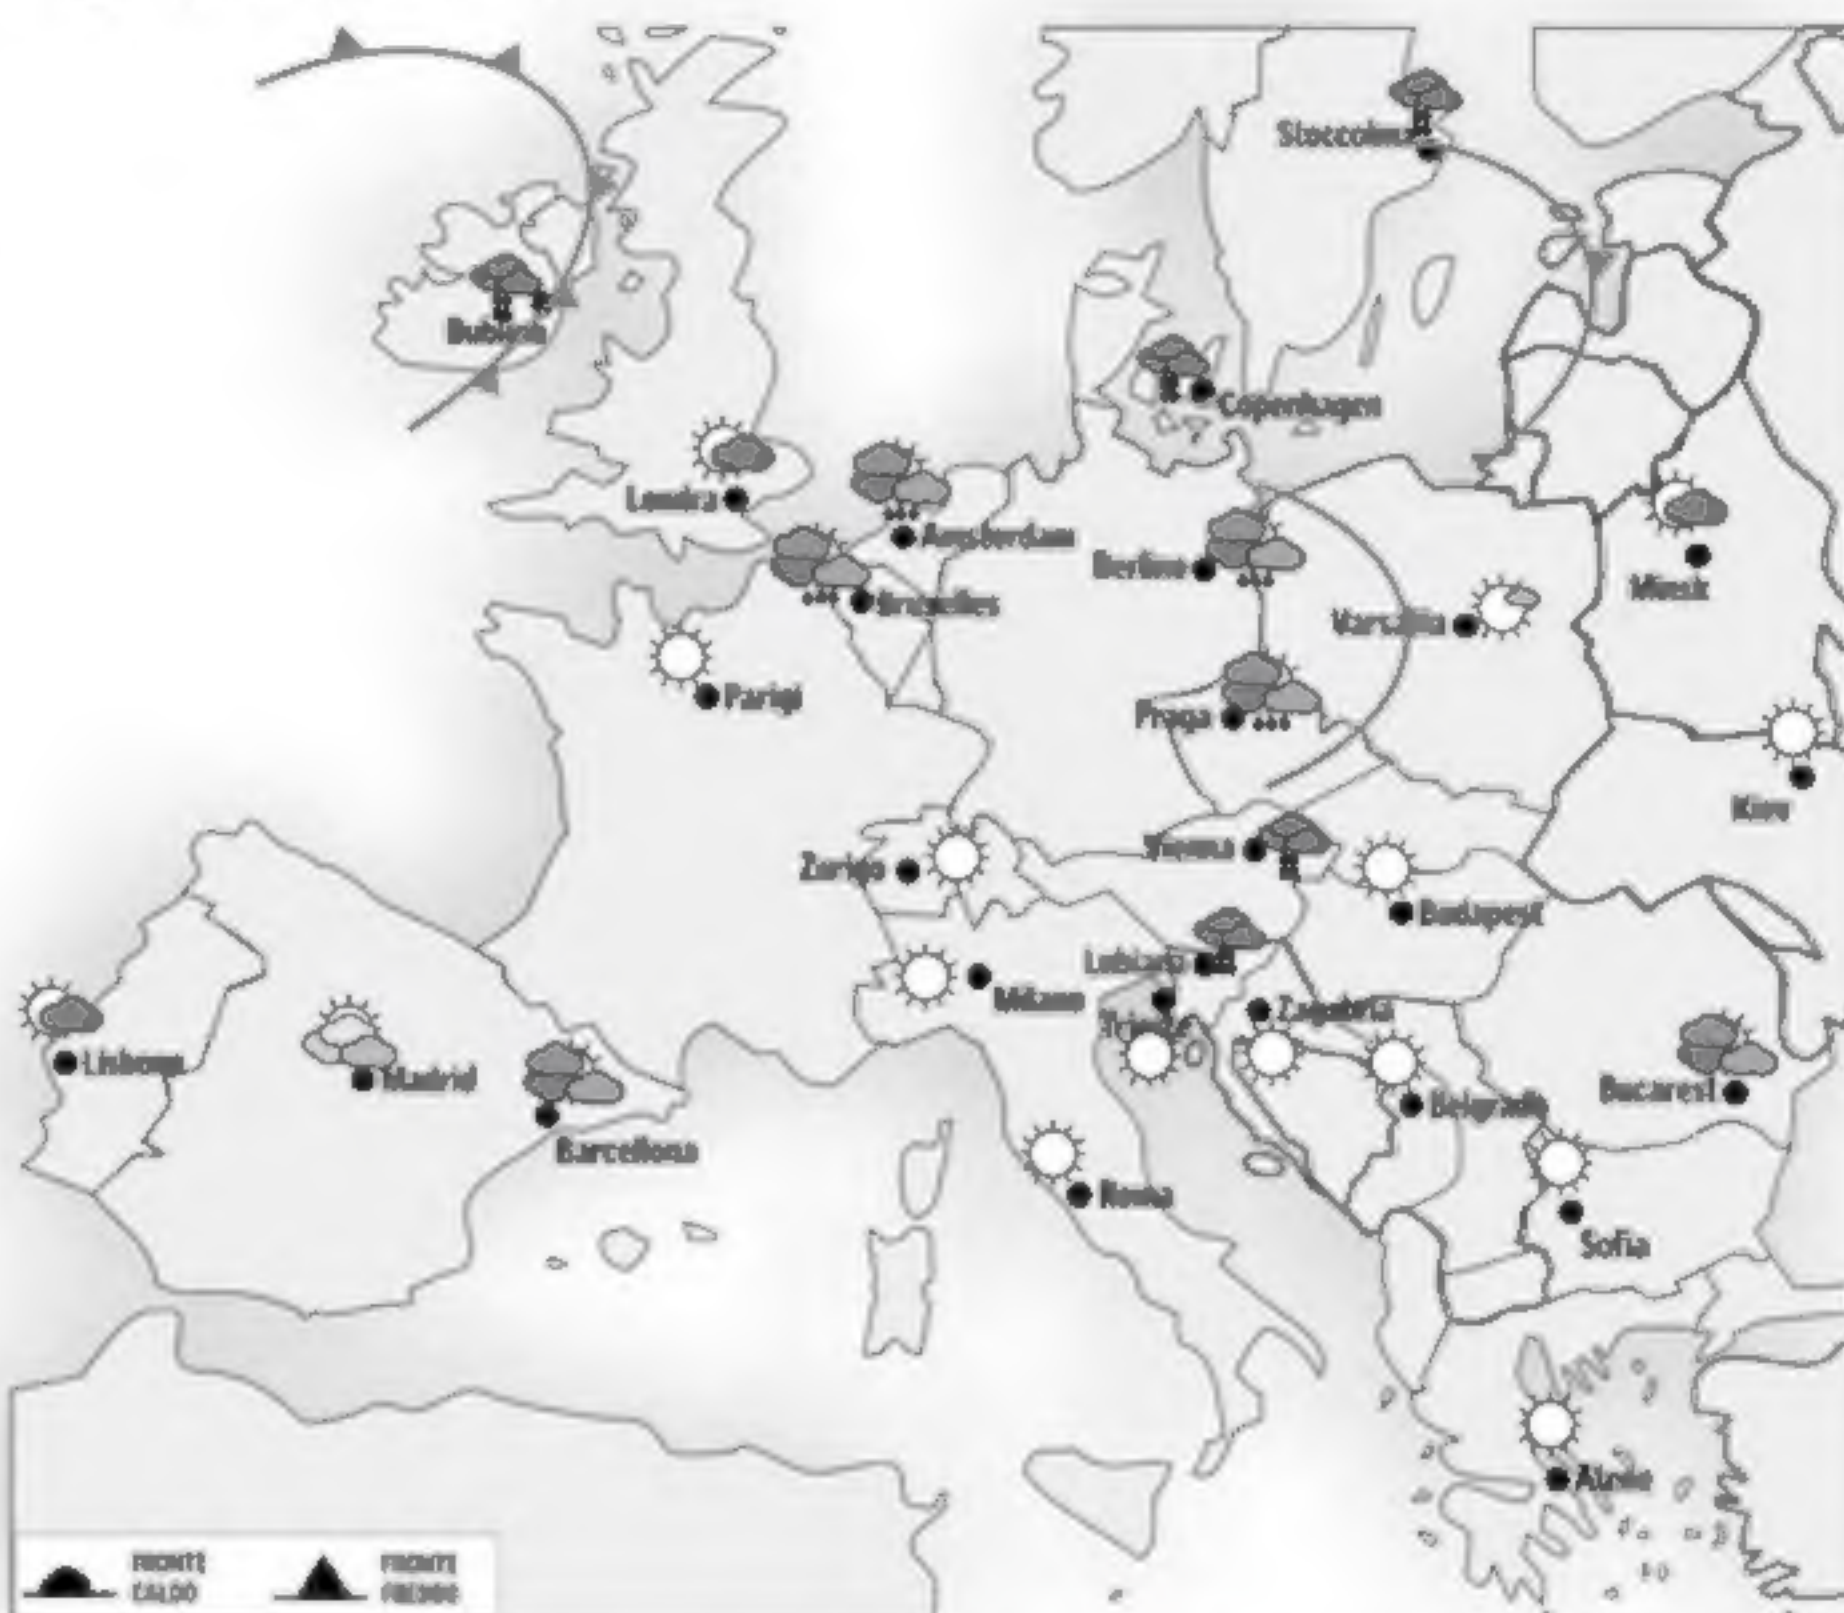 Stoccolma
Dublino
Copenhagen
Londra
Amsterdam
Berlino
Minsk
Bruxelles
Varsavia
Parigi
Praga
Kiev
Vienna
Zurigo
Budapest
Lubiana
Milano
Zagabria
Trieste
Lisbona
Madrid
Barcellona
Belgrado
Bucarest
Roma
Sofia
Atene
FRONTE
CALDO
FRONTE
FREDDO